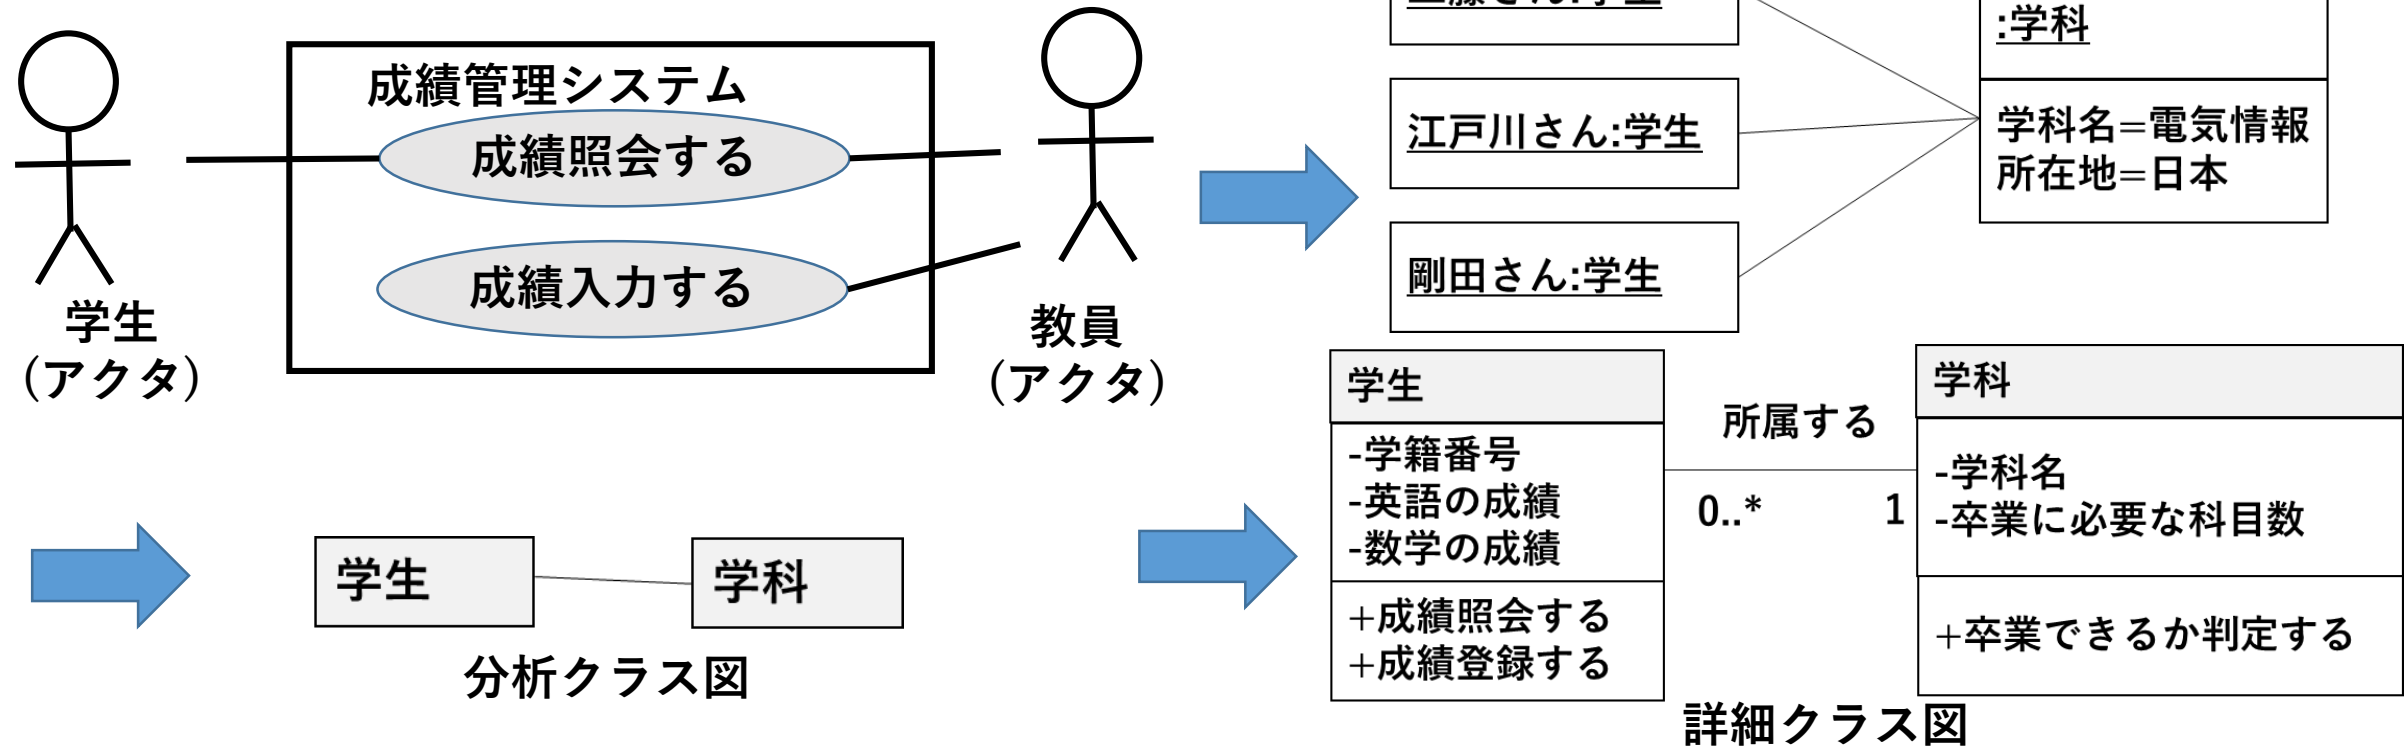 成績管理システム
成績照会する
成績入力する
学生
(アクタ)
教員
(アクタ)
:学科
学科名=電気情報
所在地=日本
江戸川さん:学生
剛田さん:学生
学生
学科
分析クラス図
学生
-学籍番号
-英語の成績
-数学の成績
+成績照会する
+成績登録する
所属する
0..*
1
学科
-学科名
-卒業に必要な科目数
+卒業できるか判定する
詳細クラス図